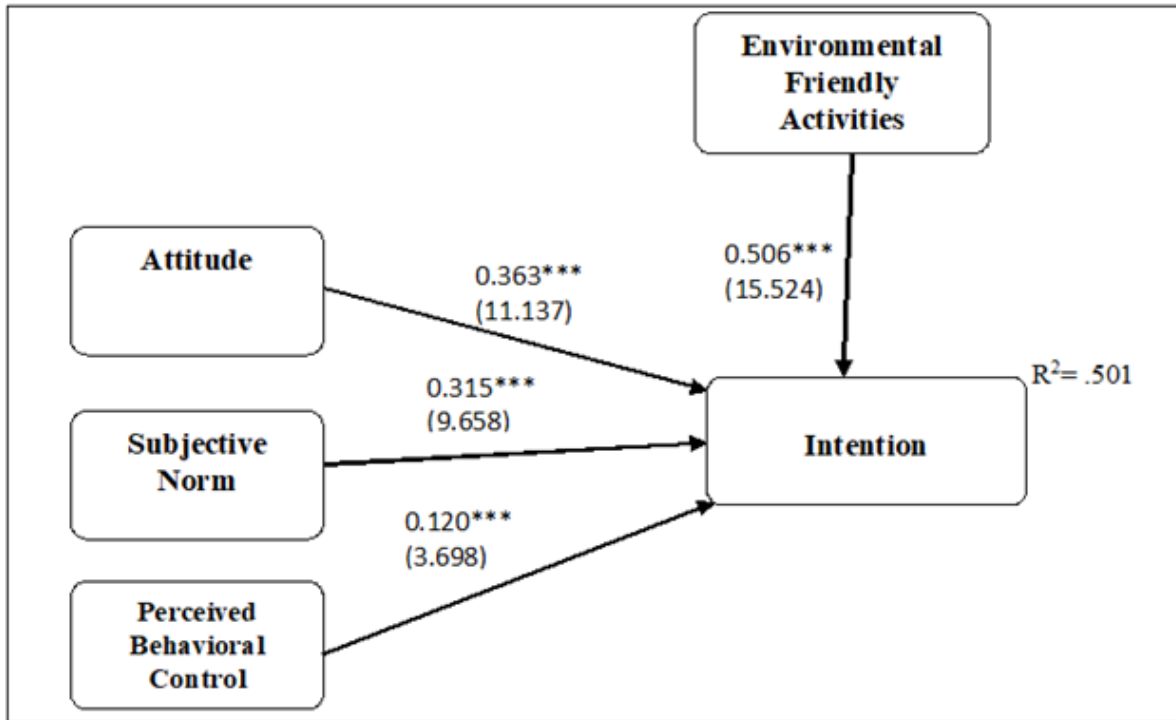 Environmental
Friendly
Activities
Attitude
0.363***
(11.137)
0.506***
(15.524)
0.315***
(9.658)
R²= .501
Subjective
Norm
Intention
0.120***
(3.698)
Perceived
Behavioral
Control